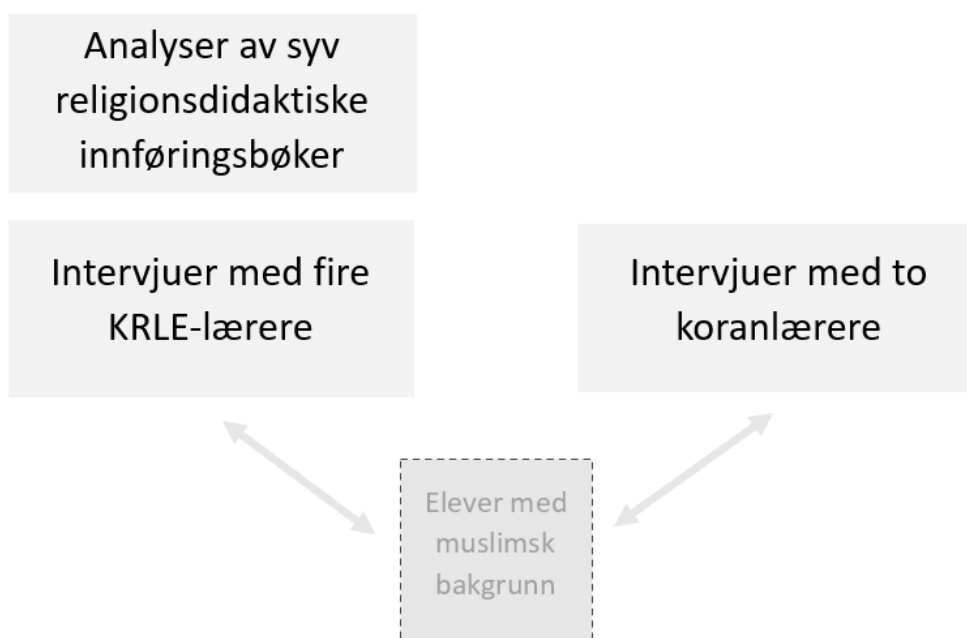 Analyser av syv
religionsdidaktiske
innføringsbøker
Intervjuer med fire
KRLE-lærere
Intervjuer med to
koranlærere
Elever med
muslimsk
bakgrunn